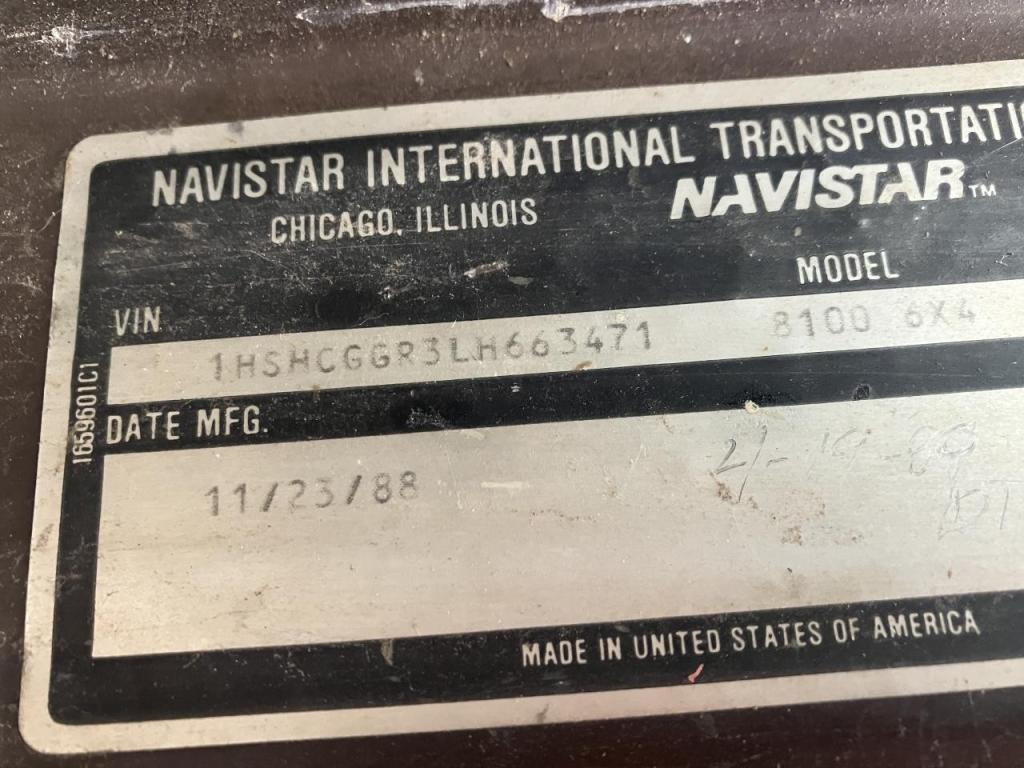 NAVISTAR INTERNATIONAL TRANSPORTATI
CHICAGO, ILLINOIS
NAVISTAR™
MODEL
VIN
8100 6X4
1HSHCGGR3LH663471
1659601C1
DATE MFG.
11/23/88
MADE IN UNITED STATES OF AMERICA